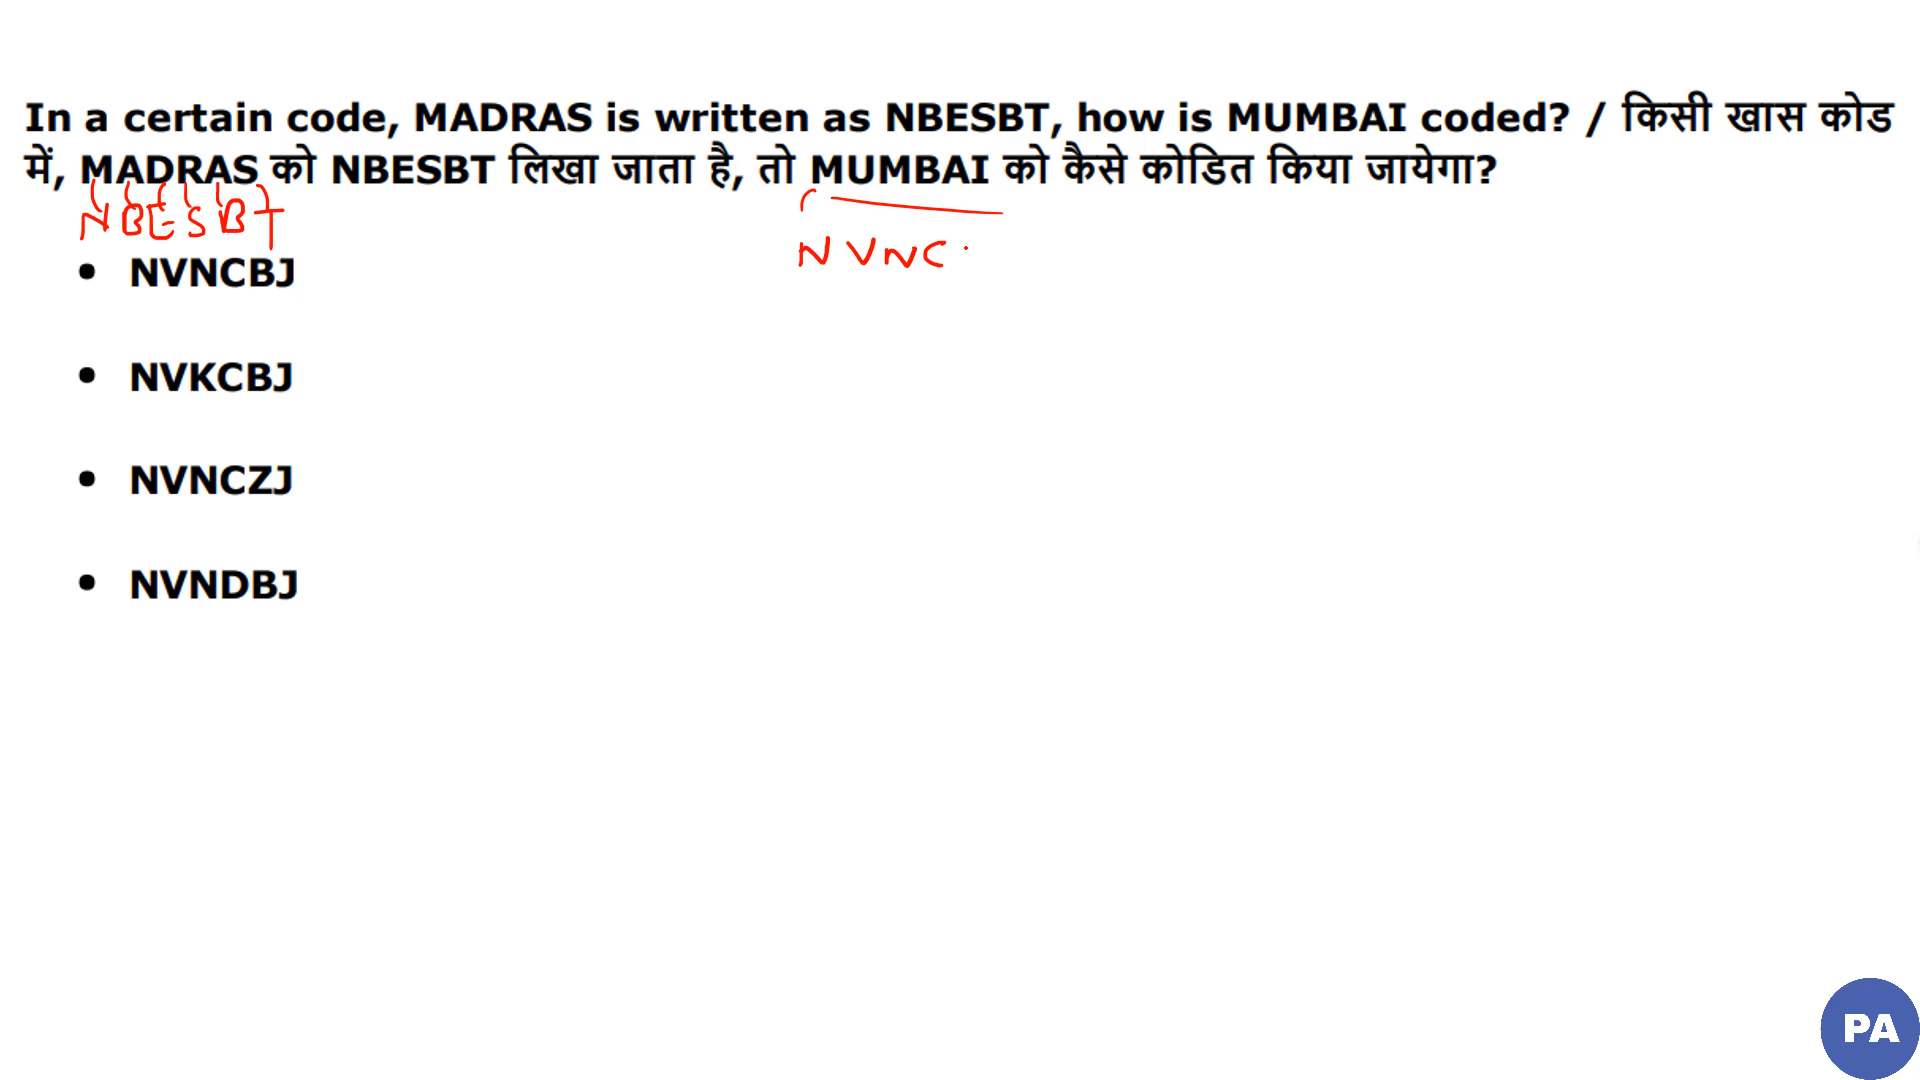 In a certain code, MADRAS is written as NBESBT, how is MUMBAI coded? / किसी खास कोड
में, MADRAS को NBESBT लिखा जाता है, तो MUMBAI को कैसे कोडित किया जायेगा?
NBESBT
NVNC
• NVNCBJ
• NVKCBJ
• NVNCZJ
• NVNDBJ
PA